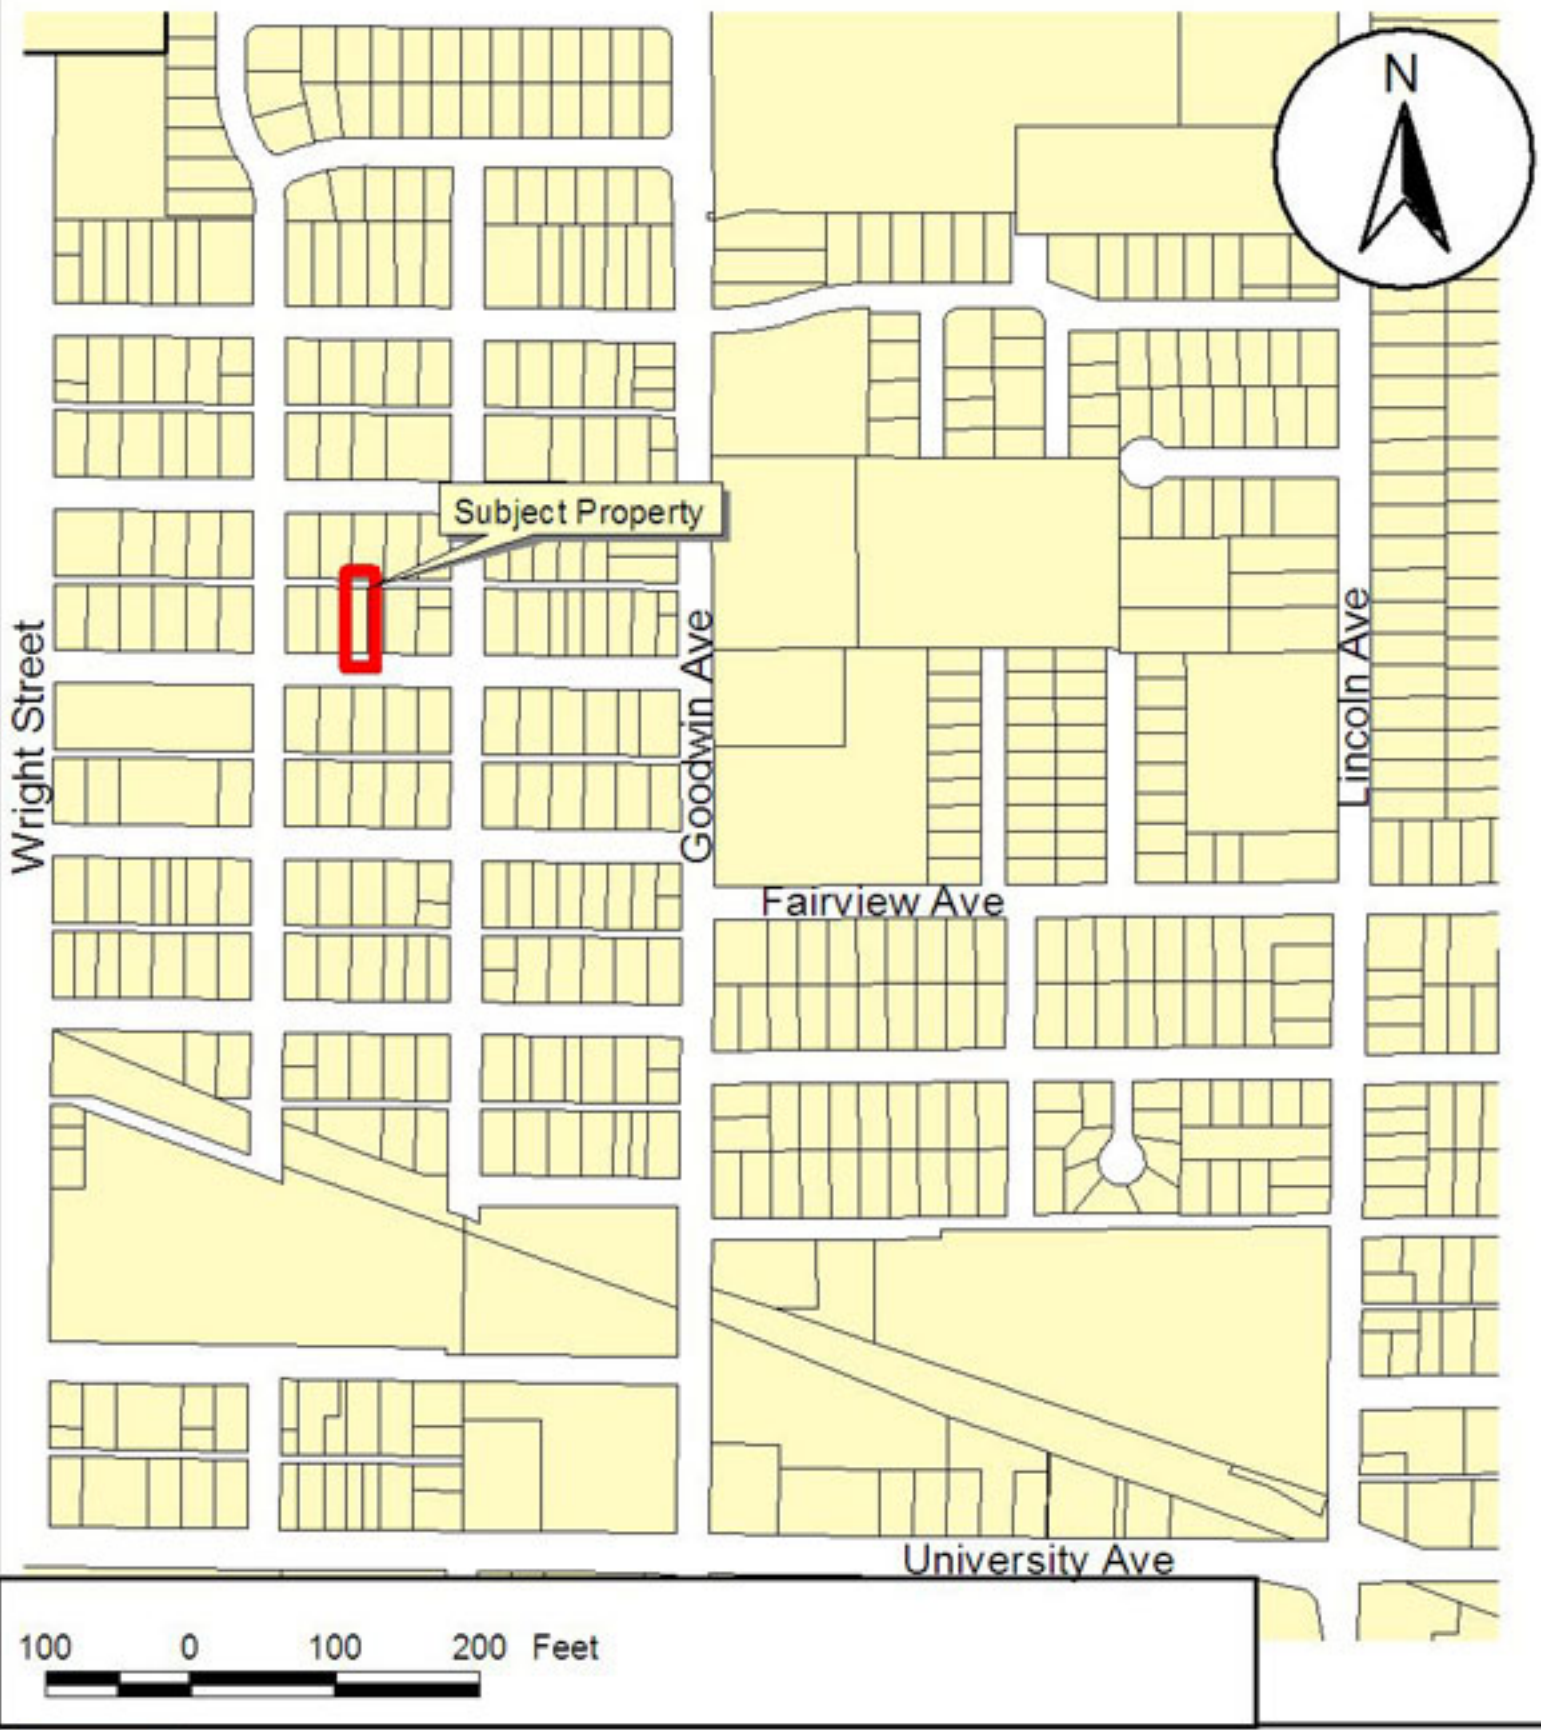 N
Subject Property
Wright Street
Goodwin Ave
Lincoln Ave
Fairview Ave
University Ave
100 0 100 200 Feet